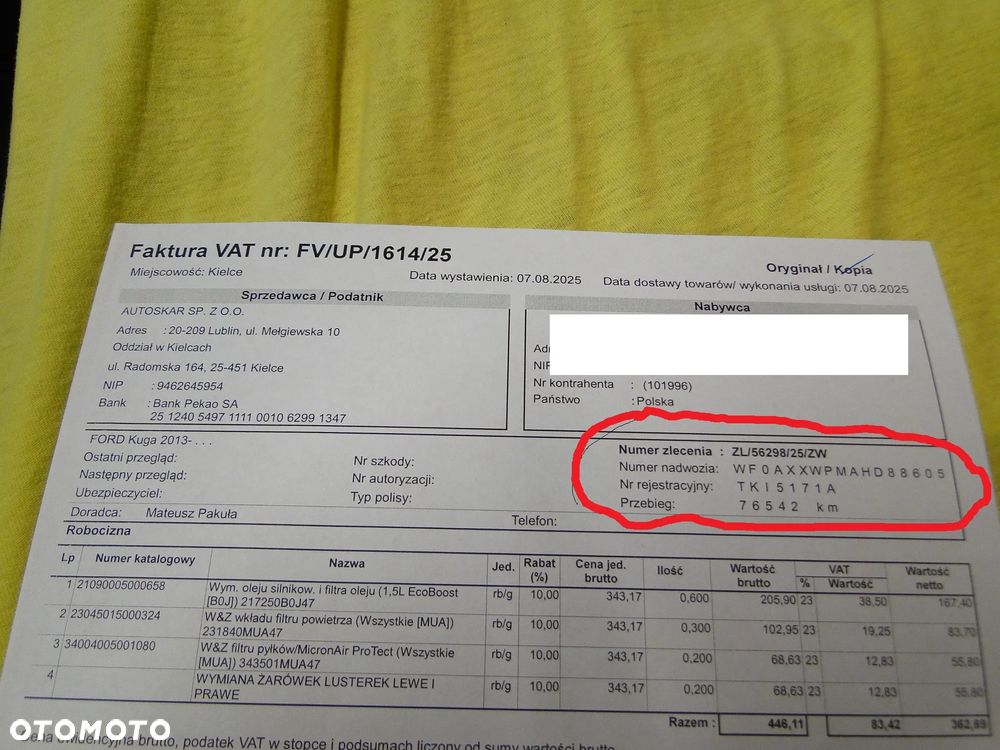 Faktura VAT nr: FV/UP/1614/25
Oryginał / Kopia
Miejscowość: Kielce
Data wystawienia: 07.08.2025
Data dostawy towarów/ wykonania usługi: 07.08.2025
Sprzedawca / Podatnik
AUTOSKAR SP. Z O.O.
Adres : 20-209 Lublin, ul. Mełgiewska 10
Oddział w Kielcach
ul. Radomska 164, 25-451 Kielce
NIP : 9462645954
Bank : Bank Pekao SA
25 1240 5497 1111 0010 6299 1347
Nabywca
NIP
Nr kontrahenta : (101996)
Państwo : Polska
FORD Kuga 2013- . . .
Ostatni przegląd:
Następny przegląd:
Ubezpieczyciel:
Doradca: Mateusz Pakuła
Nr szkody:
Nr autoryzacji:
Typ polisy:
Telefon:
Numer zlecenia : ZL/56298/25/ZW
Numer nadwozia: WF0AXXWPMAHD88605
Nr rejestracyjny: TKI5171A
Przebieg: 76542 km
Robocizna
Lp Numer katalogowy Nazwa Jed. Rabat (%) Cena jed. brutto Ilość Wartość brutto VAT % Wartość Wartość netto
1 21090005000658 Wym. oleju silnikow. i filtra oleju (1,5L EcoBoost rb/g 10,00 343,17 0,600 205,90 23 38,50 167,40
[B0J]) 217250B0J47
2 23045015000324 W&Z wkładu filtru powietrza (Wszystkie [MUA]) rb/g 10,00 343,17 0,300 102,95 23 19,25 83,70
231840MUA47
3 34004005001080 W&Z filtru pyłków/MicronAir ProTect (Wszystkie rb/g 10,00 343,17 0,200 68,63 23 12,83 55,80
[MUA]) 343501MUA47
4 WYMIANA ŻARÓWEK LUSTEREK LEWE I rb/g 10,00 343,17 0,200 68,63 23 12,83 55,80
PRAWE
Razem : 446,11 83,42 362,69
Cena ewidencyjna brutto, podatek VAT w stopce i podsumach liczony od sumy wartości brutto
OTOMOTO